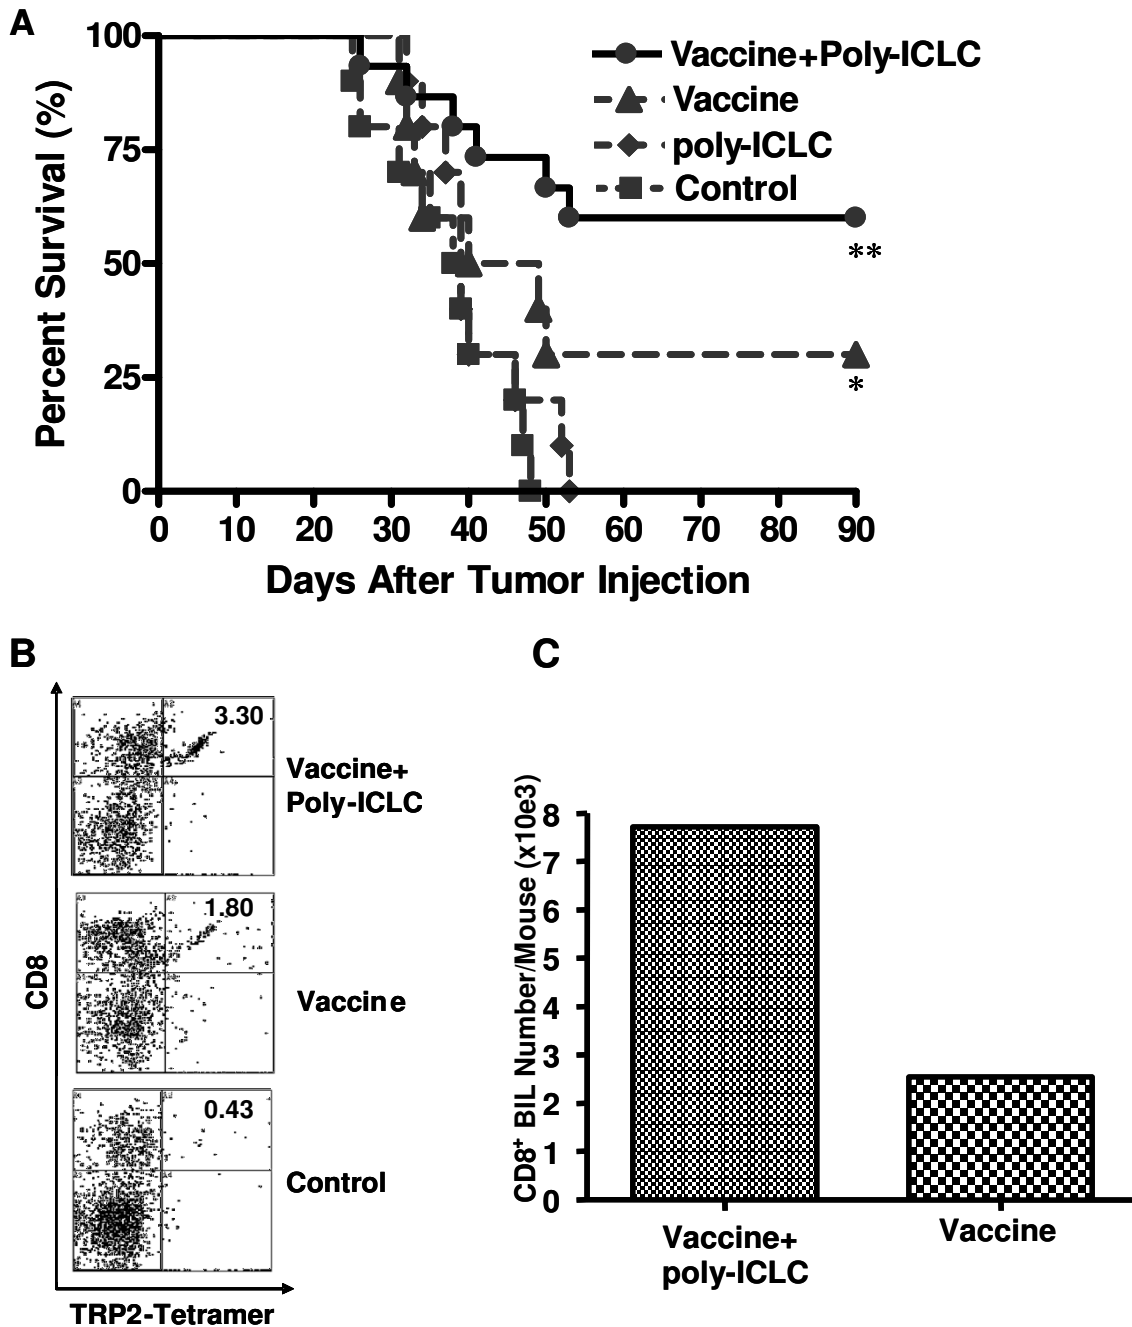 A
Percent Survival (%)
100
75
50
25
0
0 10 20 30 40 50 60 70 80 90
Days After Tumor Injection
Vaccine+Poly-ICLC
Vaccine
poly-ICLC
Control
**
*
B
CD8
3.30
Vaccine+
Poly-ICLC
1.80
Vaccine
0.43
Control
TRP2-Tetramer
C
CD8+ BIL Number/Mouse (x10e3)
8
7
6
5
4
3
2
1
0
Vaccine+
poly-ICLC
Vaccine